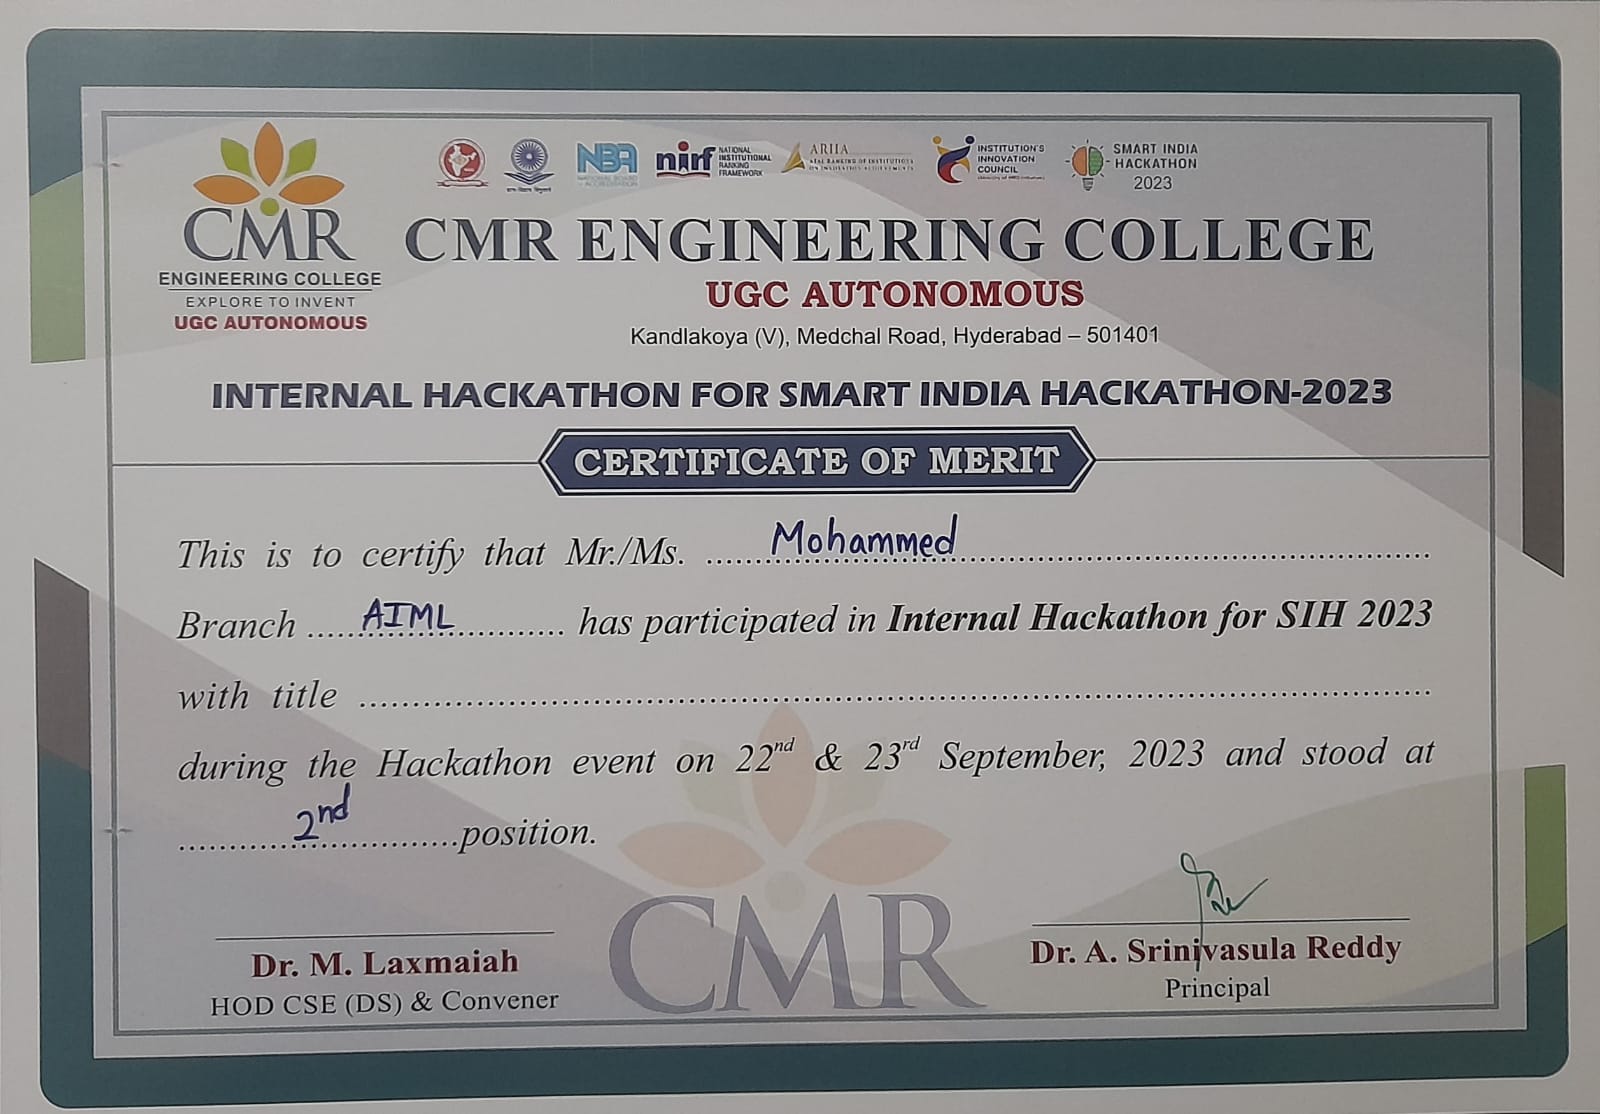 CMR
ENGINEERING COLLEGE
EXPLORE TO INVENT
UGC AUTONOMOUS
NBA
NATIONAL BOARD
of ACCREDITATION
nirf
NATIONAL
INSTITUTIONAL
RANKING
FRAMEWORK
ARIIA
ATAL RANKING OF INSTITUTIONS
ON INNOVATION ACHIEVEMENTS
INSTITUTION'S
INNOVATION
COUNCIL
SMART INDIA
HACKATHON
2023
CMR ENGINEERING COLLEGE
UGC AUTONOMOUS
Kandlakoya (V), Medchal Road, Hyderabad – 501401
INTERNAL HACKATHON FOR SMART INDIA HACKATHON-2023
CERTIFICATE OF MERIT
This is to certify that Mr./Ms. Mohammed
Branch AIML has participated in Internal Hackathon for SIH 2023
with title
during the Hackathon event on 22nd & 23rd September, 2023 and stood at
2nd position.
CMR
Dr. M. Laxmaiah
HOD CSE (DS) & Convener
Dr. A. Srinivasula Reddy
Principal